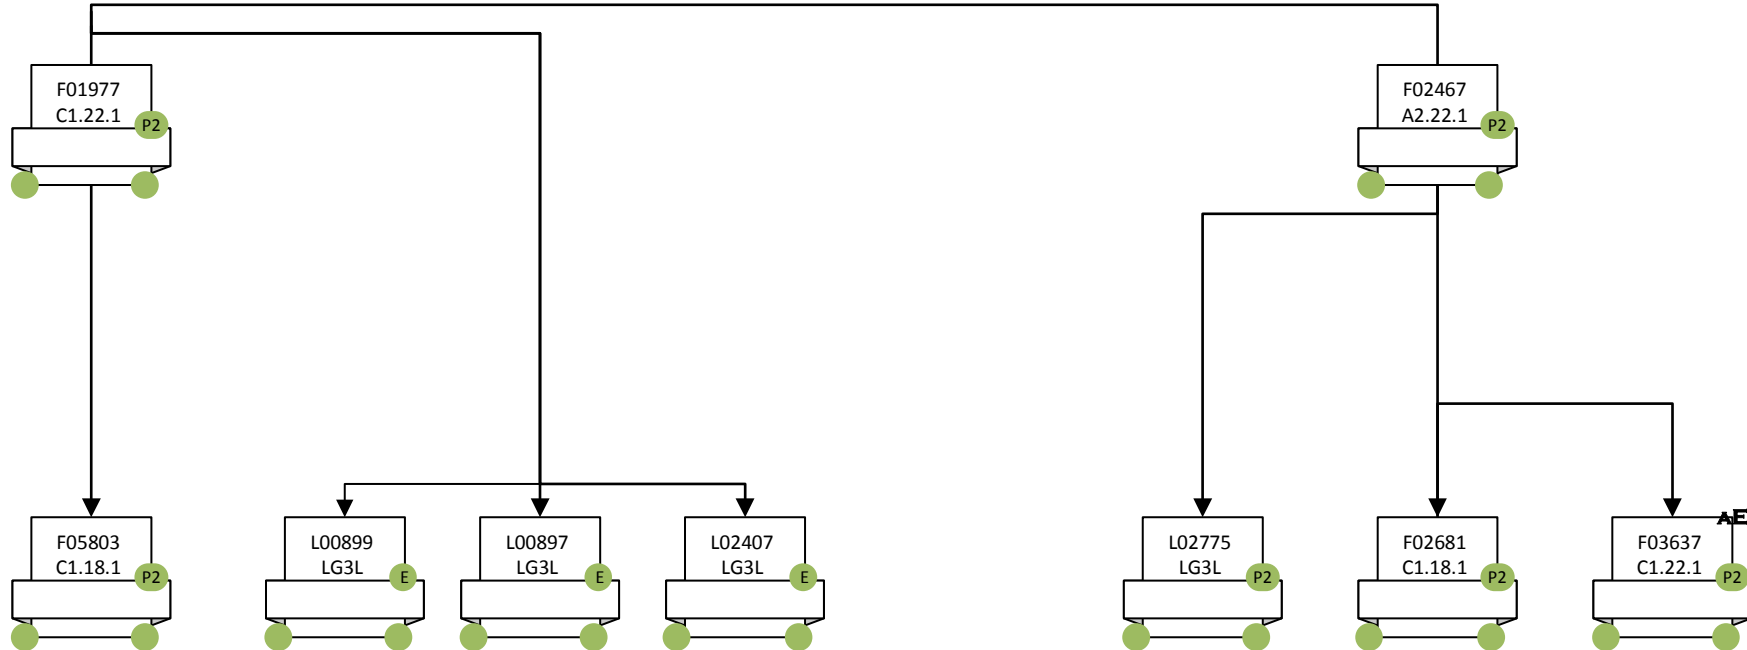 F01977
C1.22.1
P2
F02467
A2.22.1
P2
F05803
C1.18.1
P2
L00899
LG3L
E
L00897
LG3L
E
L02407
LG3L
E
L02775
LG3L
P2
F02681
C1.18.1
P2
AE
F03637
C1.22.1
P2